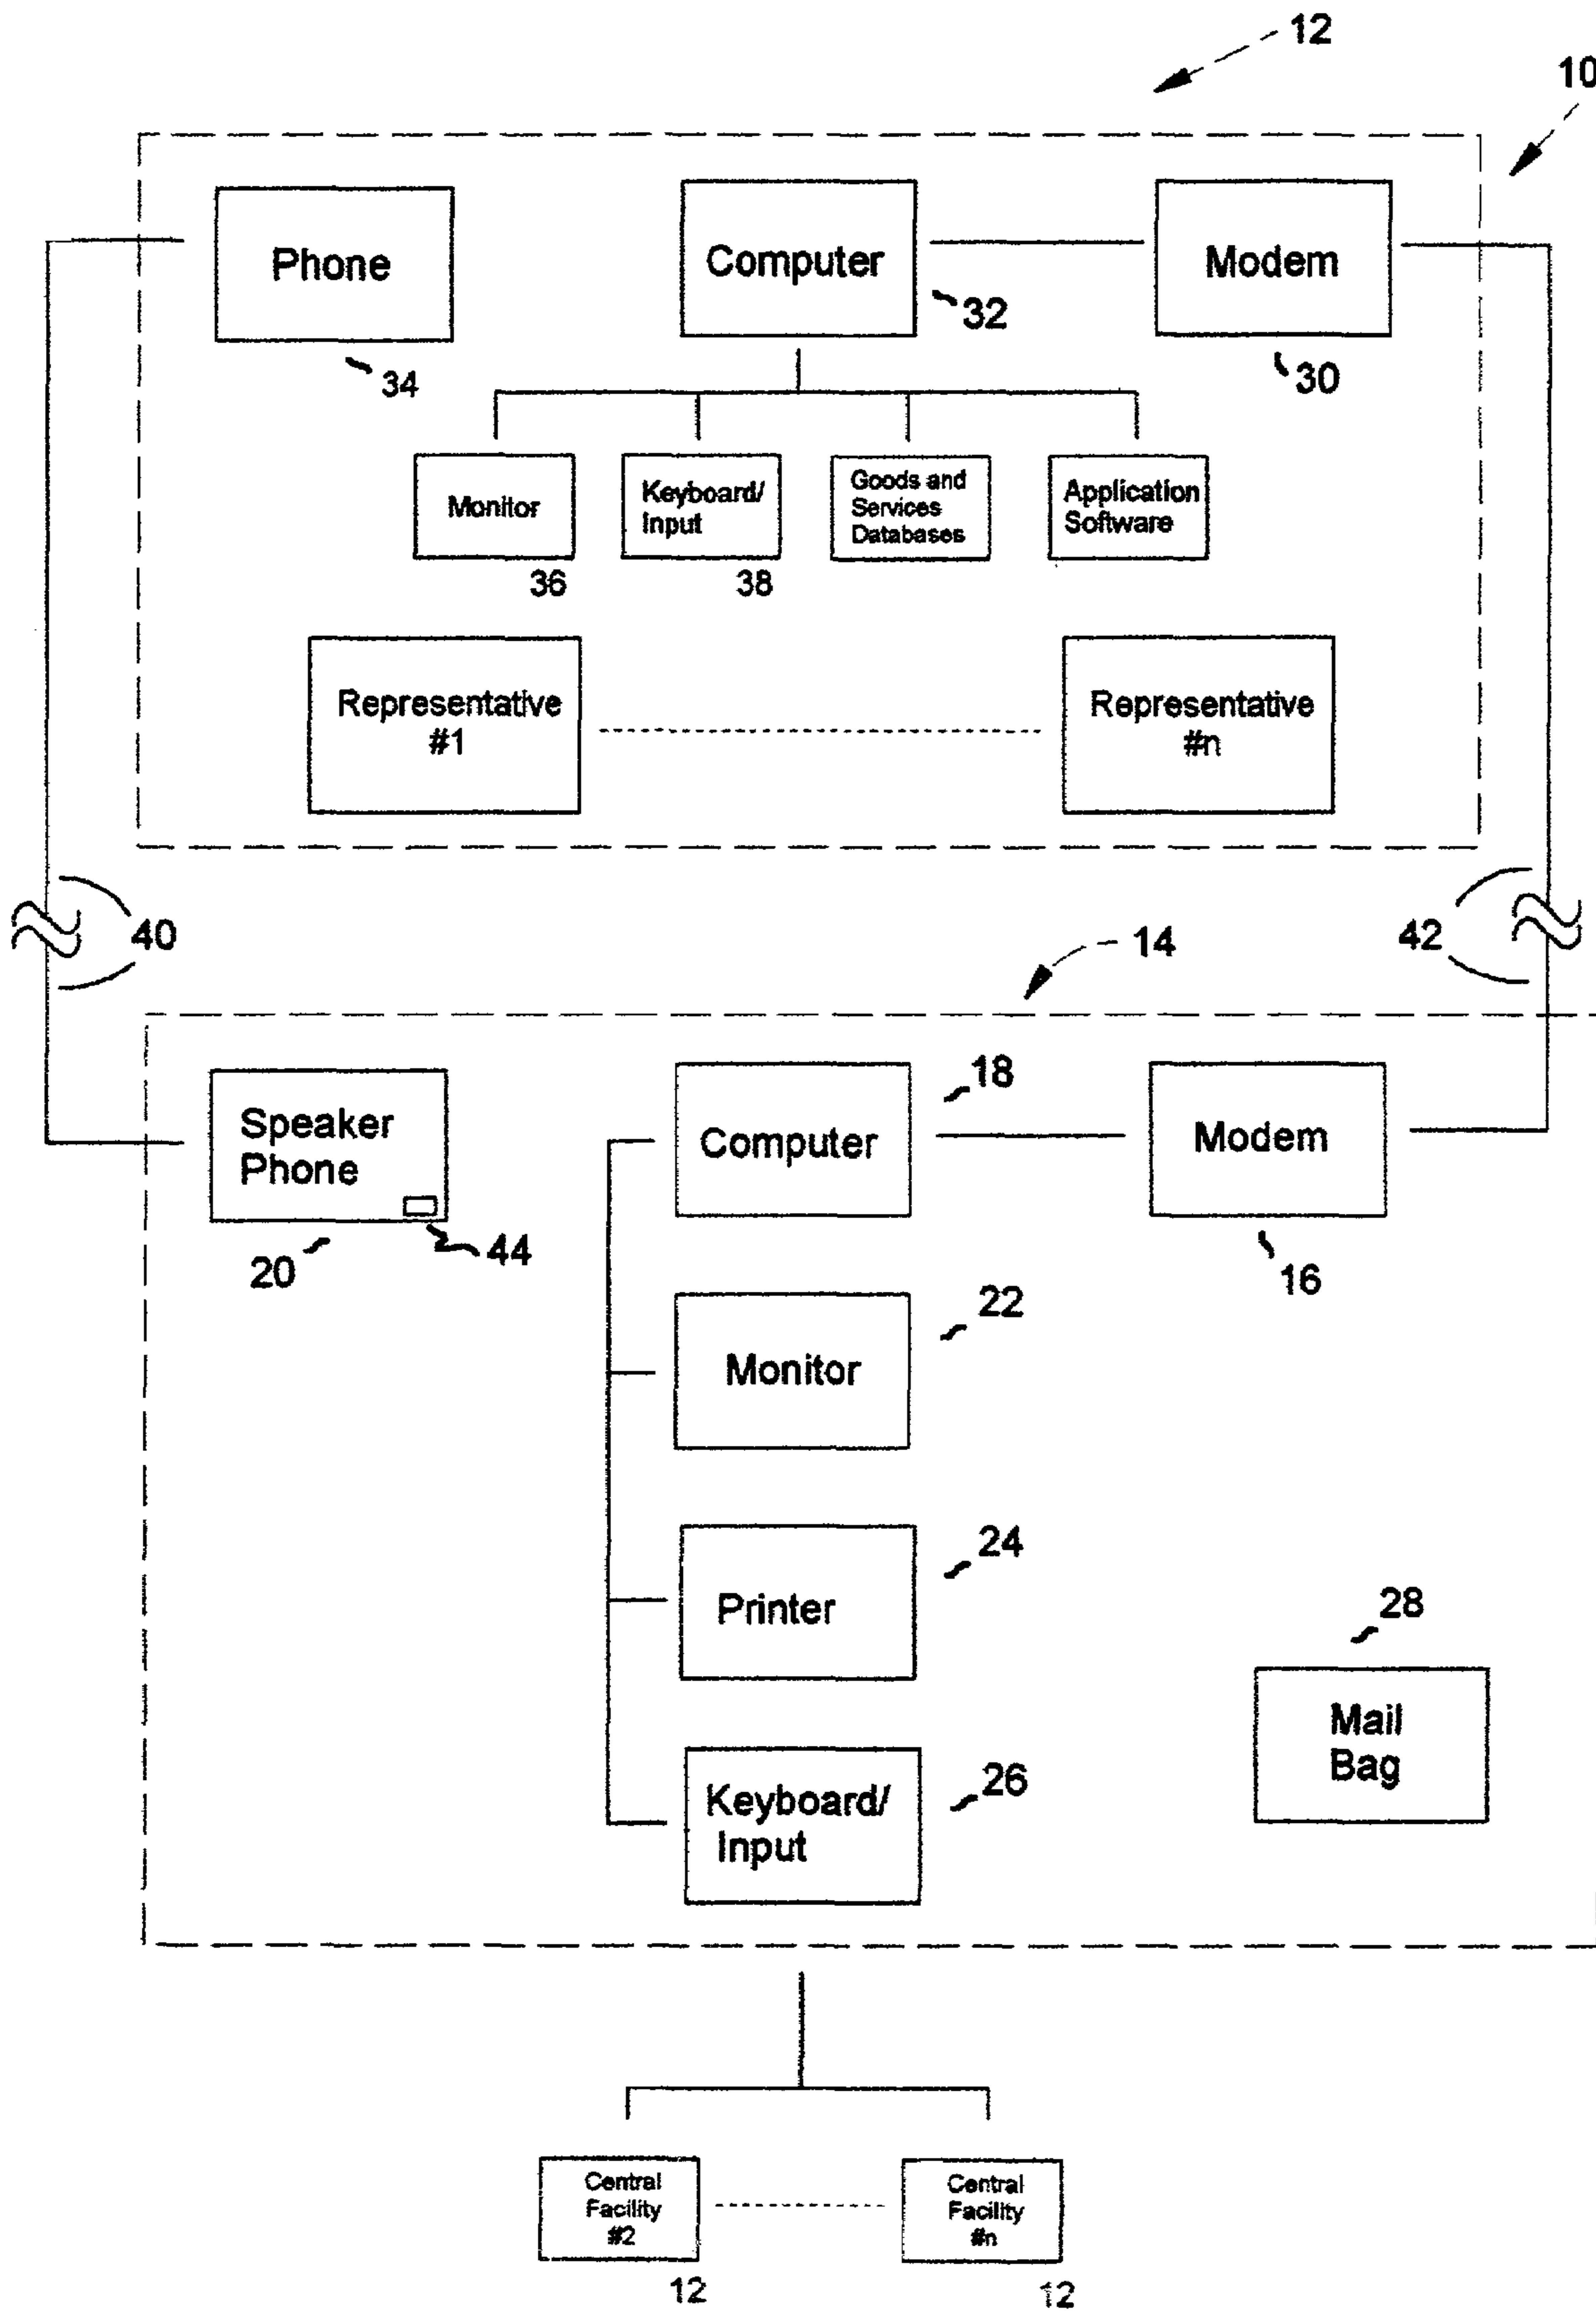 12
10
Phone
Computer
Modem
32
34
30
Monitor
Keyboard/
Input
Goods and
Services
Databases
Application
Software
36
38
Representative
#1
Representative
#n
40
42
14
Speaker
Phone
18
Computer
Modem
44
20
16
22
Monitor
24
Printer
28
Mail
Bag
26
Keyboard/
Input
Central
Facility
#2
Central
Facility
#n
12
12